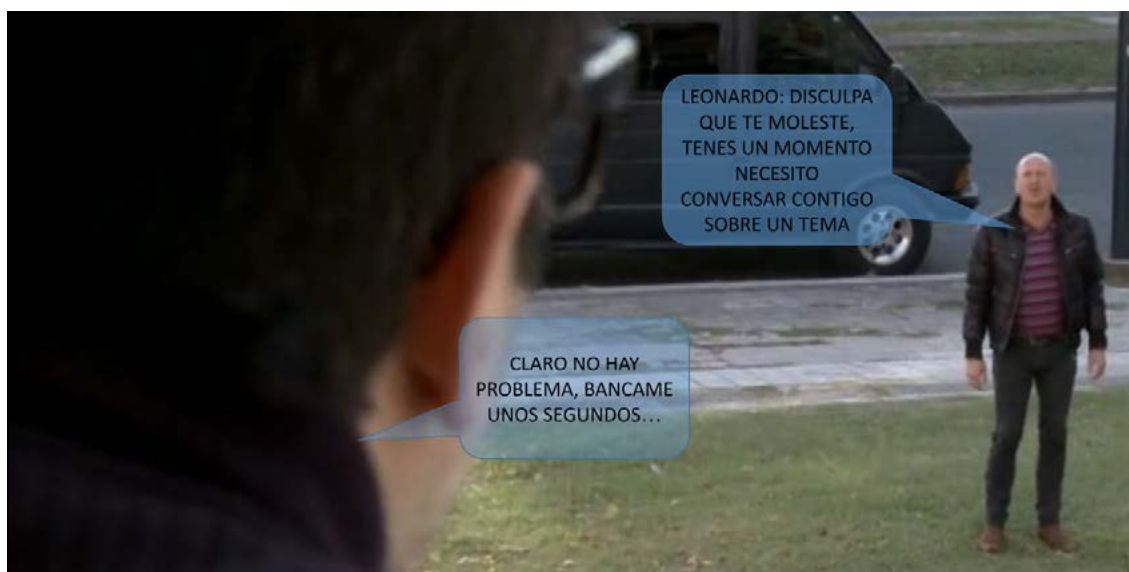 LEONARDO: DISCULPA
QUE TE MOLESTE,
TENES UN MOMENTO
NECESITO
CONVERSAR CONTIGO
SOBRE UN TEMA
CLARO NO HAY
PROBLEMA, BANCAME
UNOS SEGUNDOS...